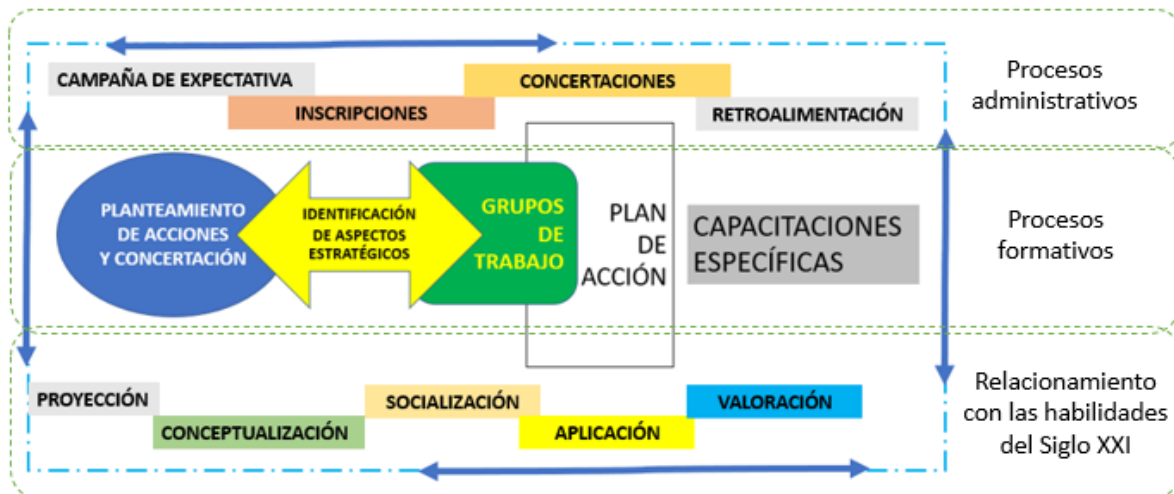 CAMPAÑA DE EXPECTATIVA
INSCRIPCIONES
CONCERTACIONES
RETROALIMENTACIÓN
Procesos
administrativos
PLANTEAMIENTO
DE ACCIONES
Y CONCERTACIÓN
IDENTIFICACIÓN
DE ASPECTOS
ESTRATÉGICOS
GRUPOS
DE
TRABAJO
PLAN
DE
ACCIÓN
CAPACITACIONES
ESPECÍFICAS
Procesos
formativos
PROYECCIÓN
CONCEPTUALIZACIÓN
SOCIALIZACIÓN
APLICACIÓN
VALORACIÓN
Relacionamiento
con las habilidades
del Siglo XXI